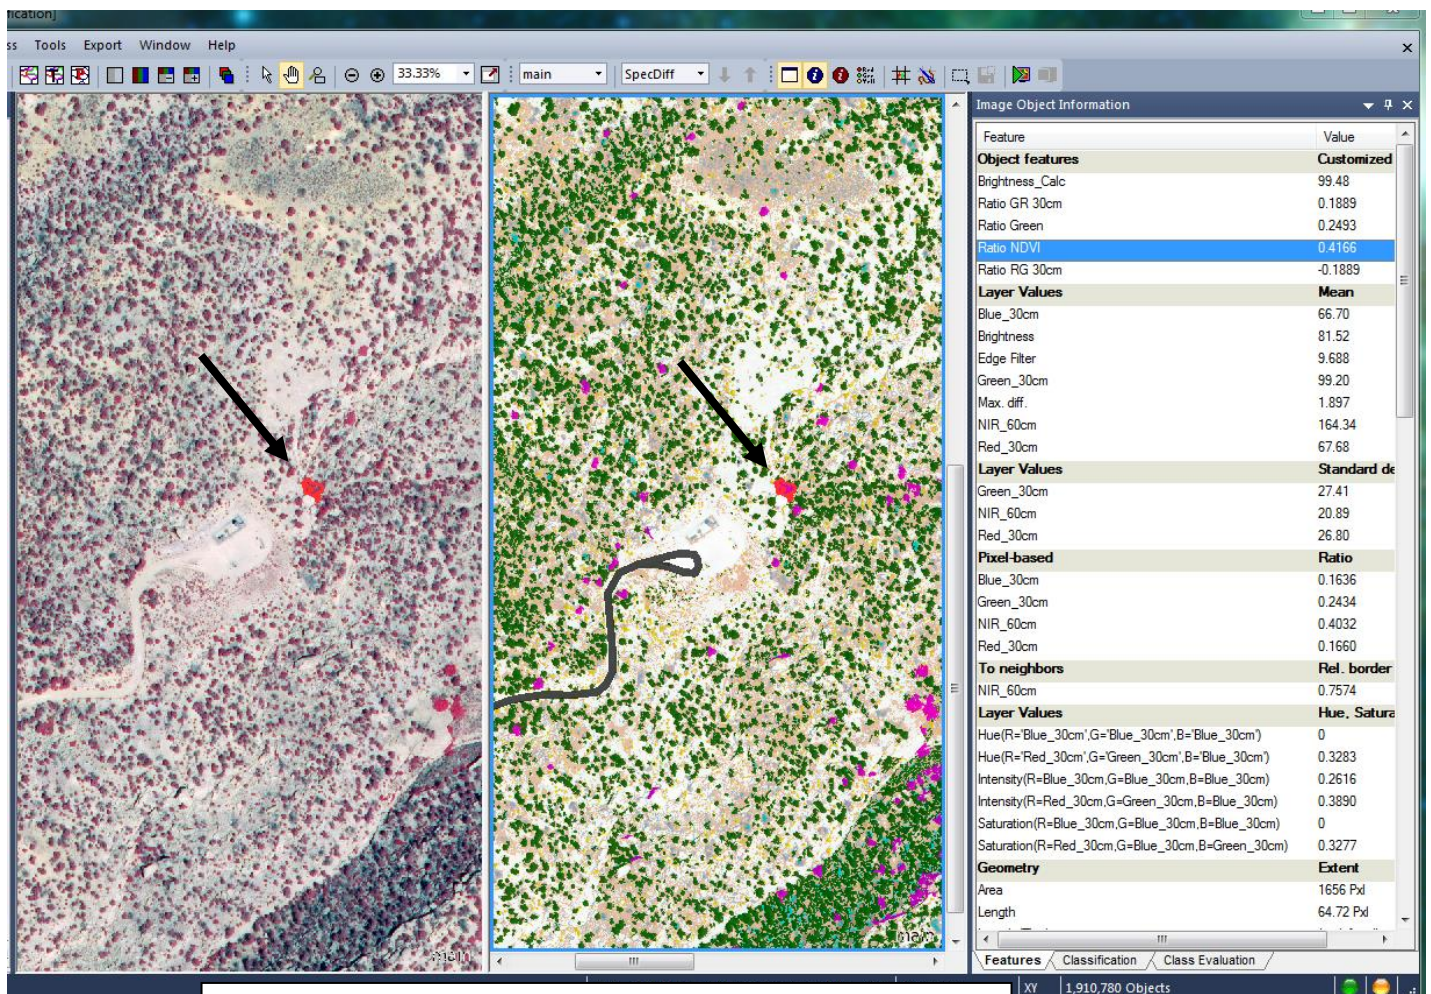 fication]
ss Tools Export Window Help
33.33% main SpecDiff
Image Object Information
Feature Value
Object features Customized
Brightness_Calc 99.48
Ratio GR 30cm 0.1889
Ratio Green 0.2493
Ratio NDVI 0.4166
Ratio RG 30cm -0.1889
Layer Values Mean
Blue_30cm 66.70
Brightness 81.52
Edge Filter 9.688
Green_30cm 99.20
Max. diff. 1.897
NIR_60cm 164.34
Red_30cm 67.68
Layer Values Standard de
Green_30cm 27.41
NIR_60cm 20.89
Red_30cm 26.80
Pixel-based Ratio
Blue_30cm 0.1636
Green_30cm 0.2434
NIR_60cm 0.4032
Red_30cm 0.1660
To neighbors Rel. border
NIR_60cm 0.7574
Layer Values Hue, Satura
Hue(R='Blue_30cm',G='Blue_30cm',B='Blue_30cm') 0
Hue(R='Red_30cm',G='Green_30cm',B='Blue_30cm') 0.3283
Intensity(R=Blue_30cm,G=Blue_30cm,B=Blue_30cm) 0.2616
Intensity(R=Red_30cm,G=Green_30cm,B=Blue_30cm) 0.3890
Saturation(R=Blue_30cm,G=Blue_30cm,B=Blue_30cm) 0
Saturation(R=Red_30cm,G=Blue_30cm,B=Green_30cm) 0.3277
Geometry Extent
Area 1656 Pxl
Length 64.72 Pxl
main
main
Features Classification Class Evaluation
XY 1,910,780 Objects